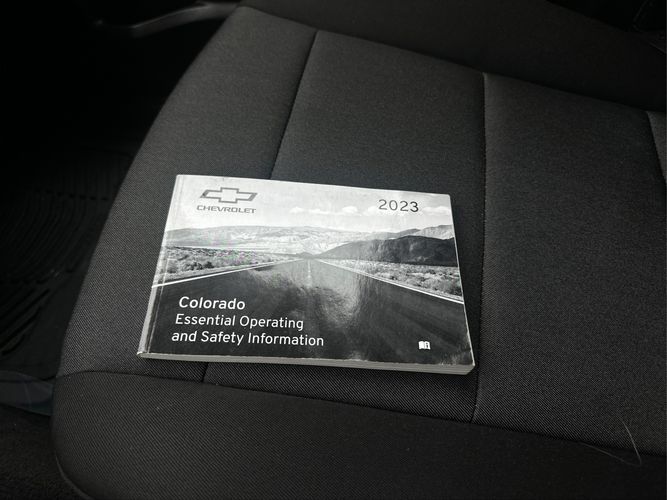 CHEVROLET
2023
Colorado
Essential Operating
and Safety Information